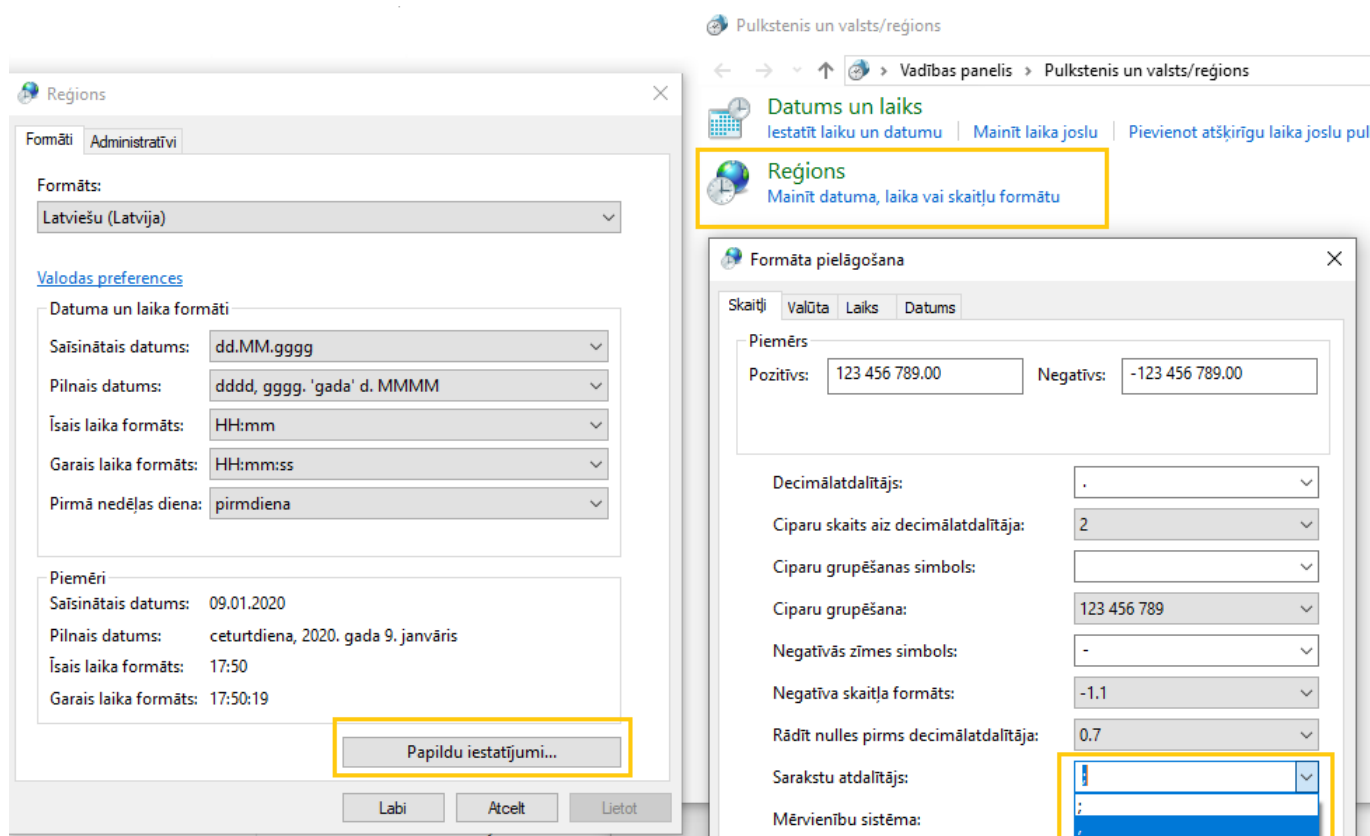 Reģions
Formāti
Administratīvi
Formāts:
Latviešu (Latvija)
Valodas preferences
Datuma un laika formāti
Saīsinātais datums: dd.MM.gggg
Pilnais datums: dddd, gggg. 'gada' d. MMMM
Īsais laika formāts: HH:mm
Garais laika formāts: HH:mm:ss
Pirmā nedēļas diena: pirmdiena
Piemēri
Saīsinātais datums: 09.01.2020
Pilnais datums: ceturtdiena, 2020. gada 9. janvāris
Īsais laika formāts: 17:50
Garais laika formāts: 17:50:19
Papildu iestatījumi...
Labi Atcelt Lietot
Pulkstenis un valsts/reģions
Vadības panelis › Pulkstenis un valsts/reģions
Datums un laiks
Iestatīt laiku un datumu | Mainīt laika joslu | Pievienot atšķirīgu laika joslu pul
Reģions
Mainīt datuma, laika vai skaitļu formātu
Formāta pielāgošana
Skaitļi Valūta Laiks Datums
Piemērs
Pozitīvs: 123 456 789.00 Negatīvs: -123 456 789.00
Decimālatdalītājs: .
Ciparu skaits aiz decimālatdalītāja: 2
Ciparu grupēšanas simbols:
Ciparu grupēšana: 123 456 789
Negatīvās zīmes simbols: -
Negatīva skaitļa formāts: -1.1
Rādīt nulles pirms decimālatdalītāja: 0.7
Sarakstu atdalītājs: ;
;
Mērvienību sistēma: